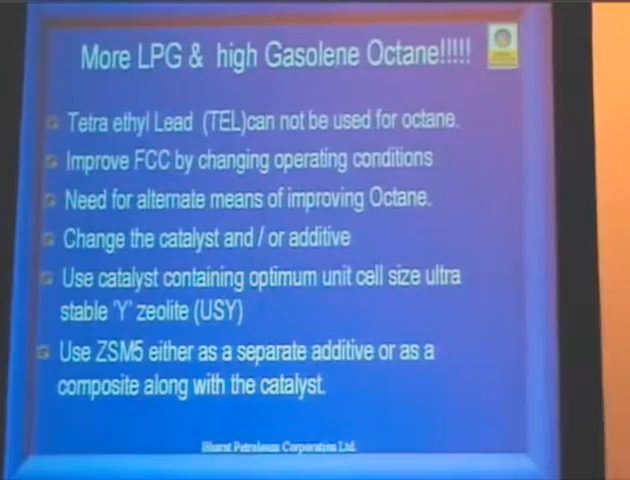 More LPG & high Gasolene Octane!!!!!
Tetra ethyl Lead (TEL)can not be used for octane.
Improve FCC by changing operating conditions
Need for alternate means of improving Octane.
Change the catalyst and / or additive
Use catalyst containing optimum unit cell size ultra
stable 'Y' zeolite (USY)
Use ZSM5 either as a separate additive or as a
composite along with the catalyst.
Bharat Petroleum Corporation Ltd.